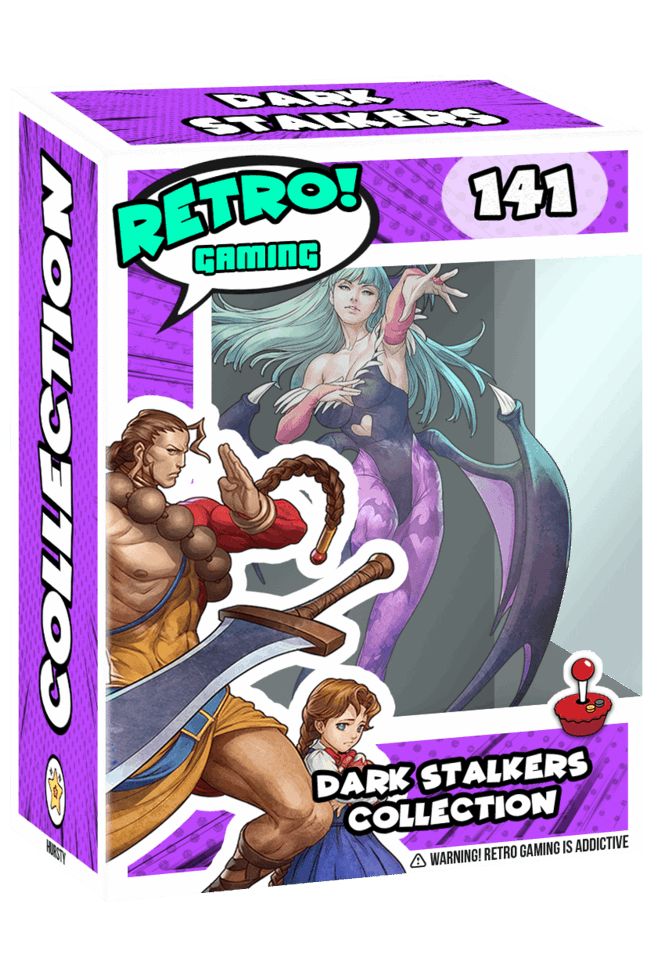 DARK
STALKERS
COLLECTION
RETRO!
GAMING
141
DARK STALKERS
COLLECTION
WARNING! RETRO GAMING IS ADDICTIVE
HURSTY